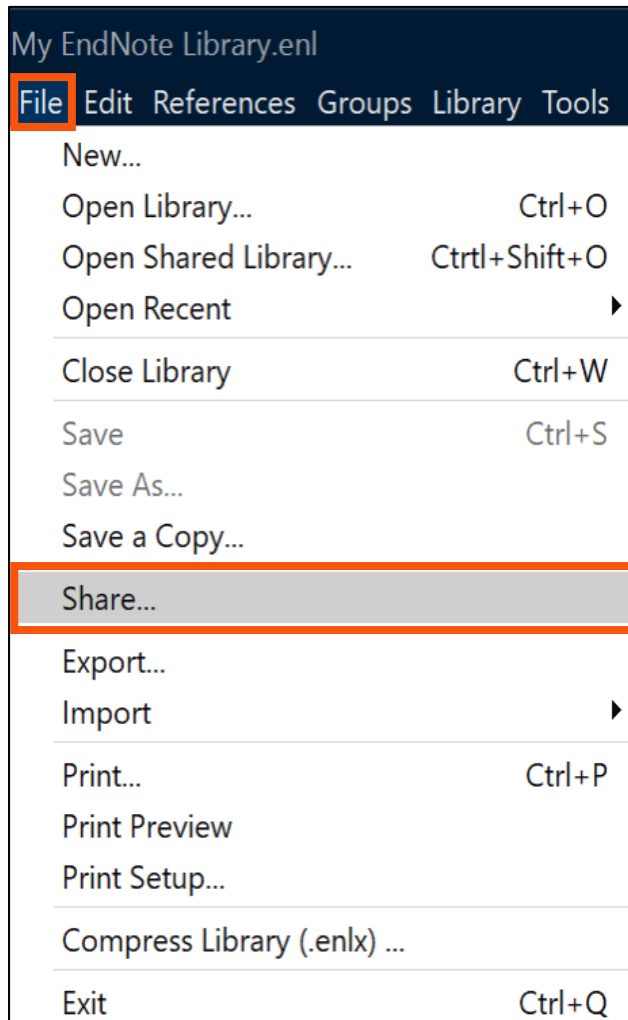 My EndNote Library.enl
File Edit References Groups Library Tools
New...
Open Library... Ctrl+O
Open Shared Library... Ctrtl+Shift+O
Open Recent
Close Library Ctrl+W
Save Ctrl+S
Save As...
Save a Copy...
Share...
Export...
Import
Print... Ctrl+P
Print Preview
Print Setup...
Compress Library (.enlx) ...
Exit Ctrl+Q